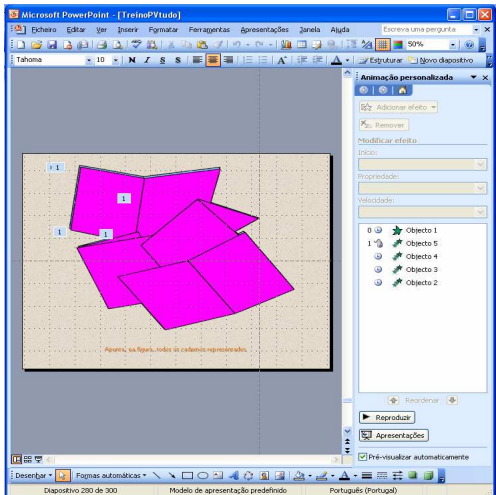 Microsoft PowerPoint - [TreinoPVtudo]
Ficheiro Editar Ver Inserir Formatar Ferramentas Apresentações Janela Ajuda Escreva uma pergunta
50%
Tahoma 10 N I S S Estruturar Novo diapositivo
Animação personalizada
Adicionar efeito
Remover
Modificar efeito
Início:
Propriedade:
Velocidade:
1
1
1
1
0 Objecto 1
1 Objecto 5
Objecto 4
Objecto 3
Objecto 2
Aponta, na figura, todos os cadernos representados.
Reordenar
Reproduzir
Apresentações
Pré-visualizar automaticamente
Desenhar Formas automáticas
Diapositivo 280 de 300 Modelo de apresentação predefinido Português (Portugal)